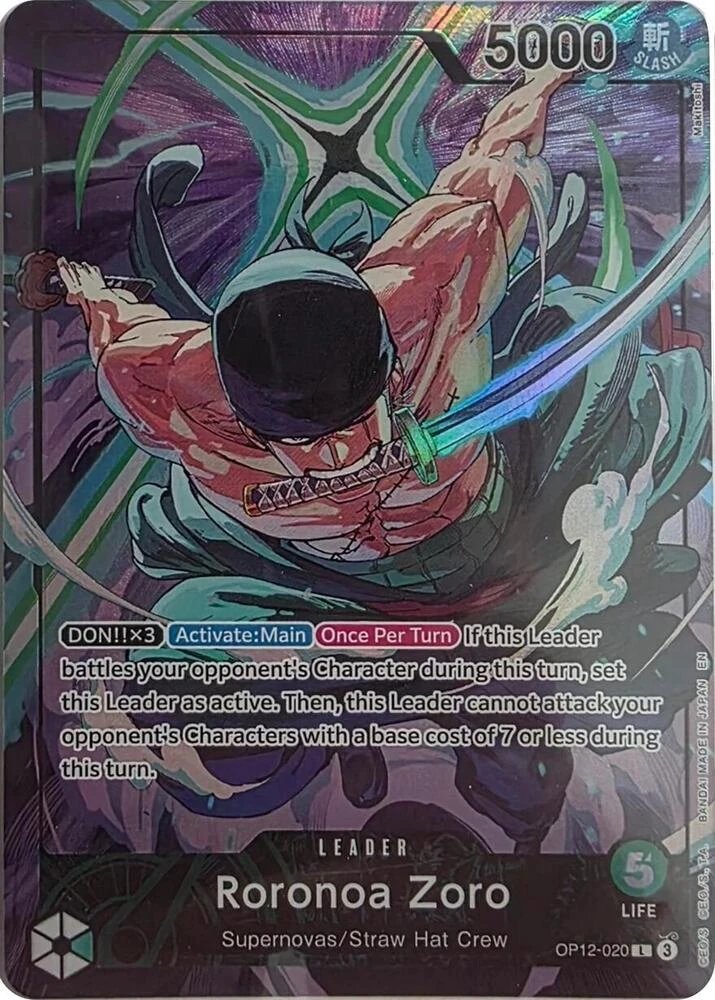 5000
斬
SLASH
Makitoshi
DON!!×3 Activate:Main Once Per Turn If this Leader
battles your opponent's Character during this turn, set
this Leader as active. Then, this Leader cannot attack your
opponent's Characters with a base cost of 7 or less during
this turn.
LEADER
Roronoa Zoro
Supernovas/Straw Hat Crew
5
LIFE
OP12-020 L 3
©EO/S ©E.O./S., T.A. BANDAI MADE IN JAPAN EN